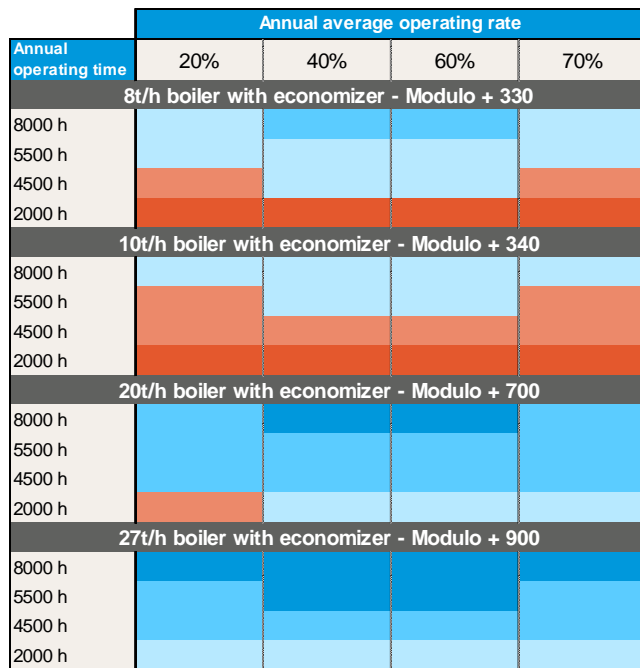 Annual average operating rate
Annual
operating time
20% 40% 60% 70%
8t/h boiler with economizer - Modulo + 330
8000 h
5500 h
4500 h
2000 h
10t/h boiler with economizer - Modulo + 340
8000 h
5500 h
4500 h
2000 h
20t/h boiler with economizer - Modulo + 700
8000 h
5500 h
4500 h
2000 h
27t/h boiler with economizer - Modulo + 900
8000 h
5500 h
4500 h
2000 h